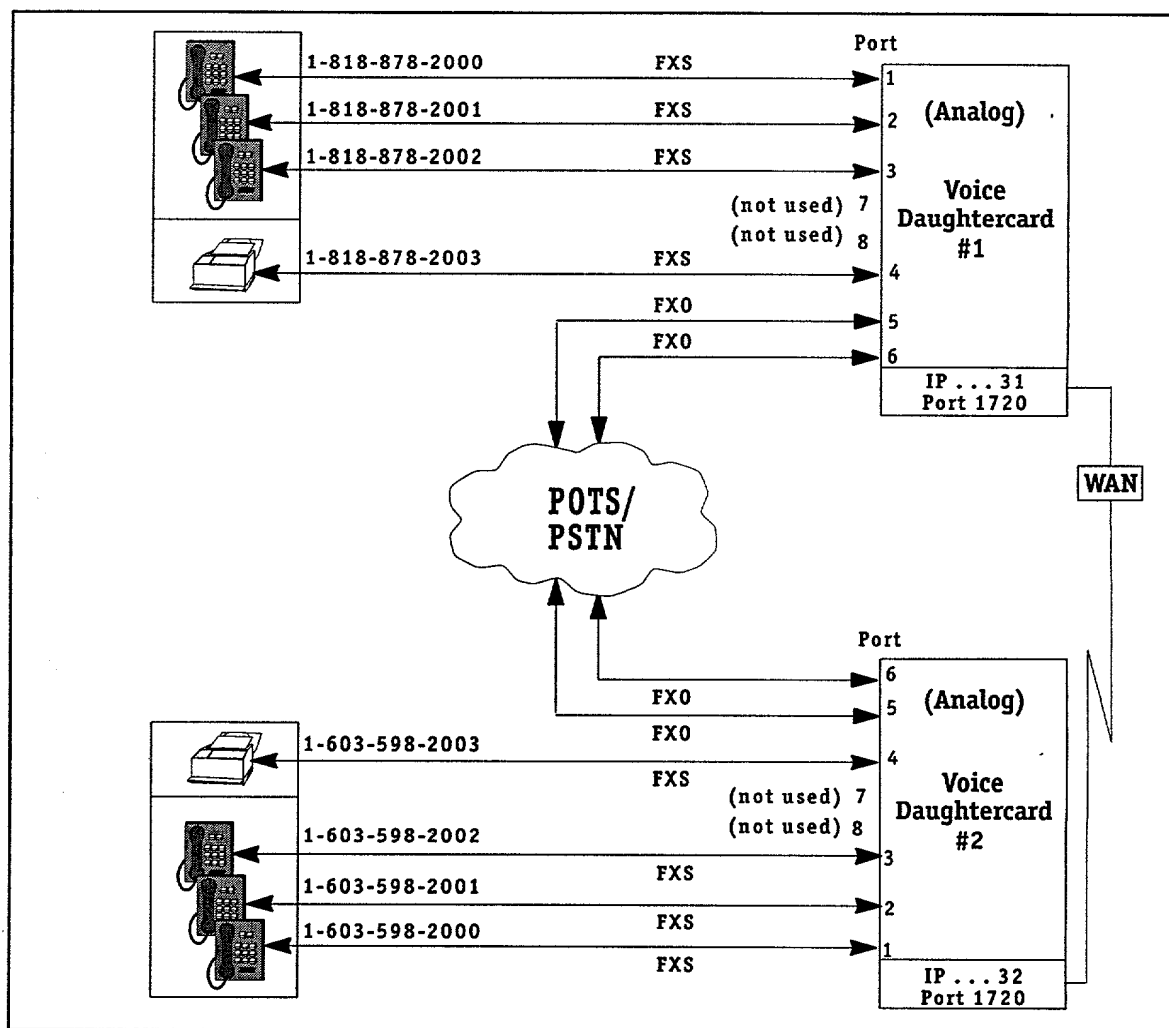 Port
1-818-878-2000 FXS 1
(Analog)
1-818-878-2001 FXS 2
1-818-878-2002 FXS 3
Voice
Daughtercard
#1
(not used) 7
(not used) 8
1-818-878-2003 FXS 4
FXO 5
FXO 6
IP ... 31
Port 1720
WAN
POTS/
PSTN
Port
6
FXO
(Analog)
5
FXO
1-603-598-2003 4
FXS
Voice
Daughtercard
#2
(not used) 7
(not used) 8
1-603-598-2002 3
FXS
1-603-598-2001 2
FXS
1-603-598-2000 1
FXS
IP ... 32
Port 1720